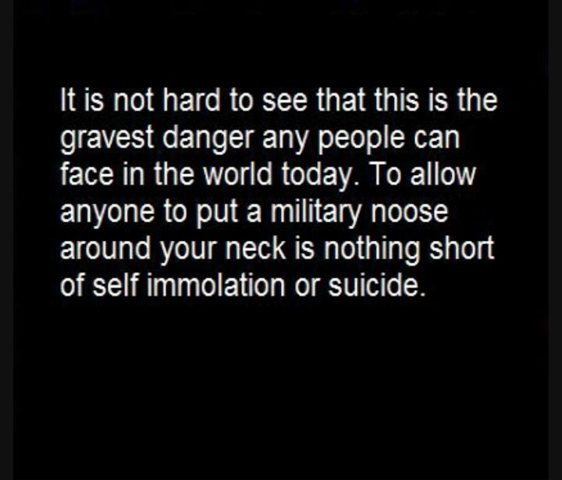 It is not hard to see that this is the
gravest danger any people can
face in the world today. To allow
anyone to put a military noose
around your neck is nothing short
of self immolation or suicide.